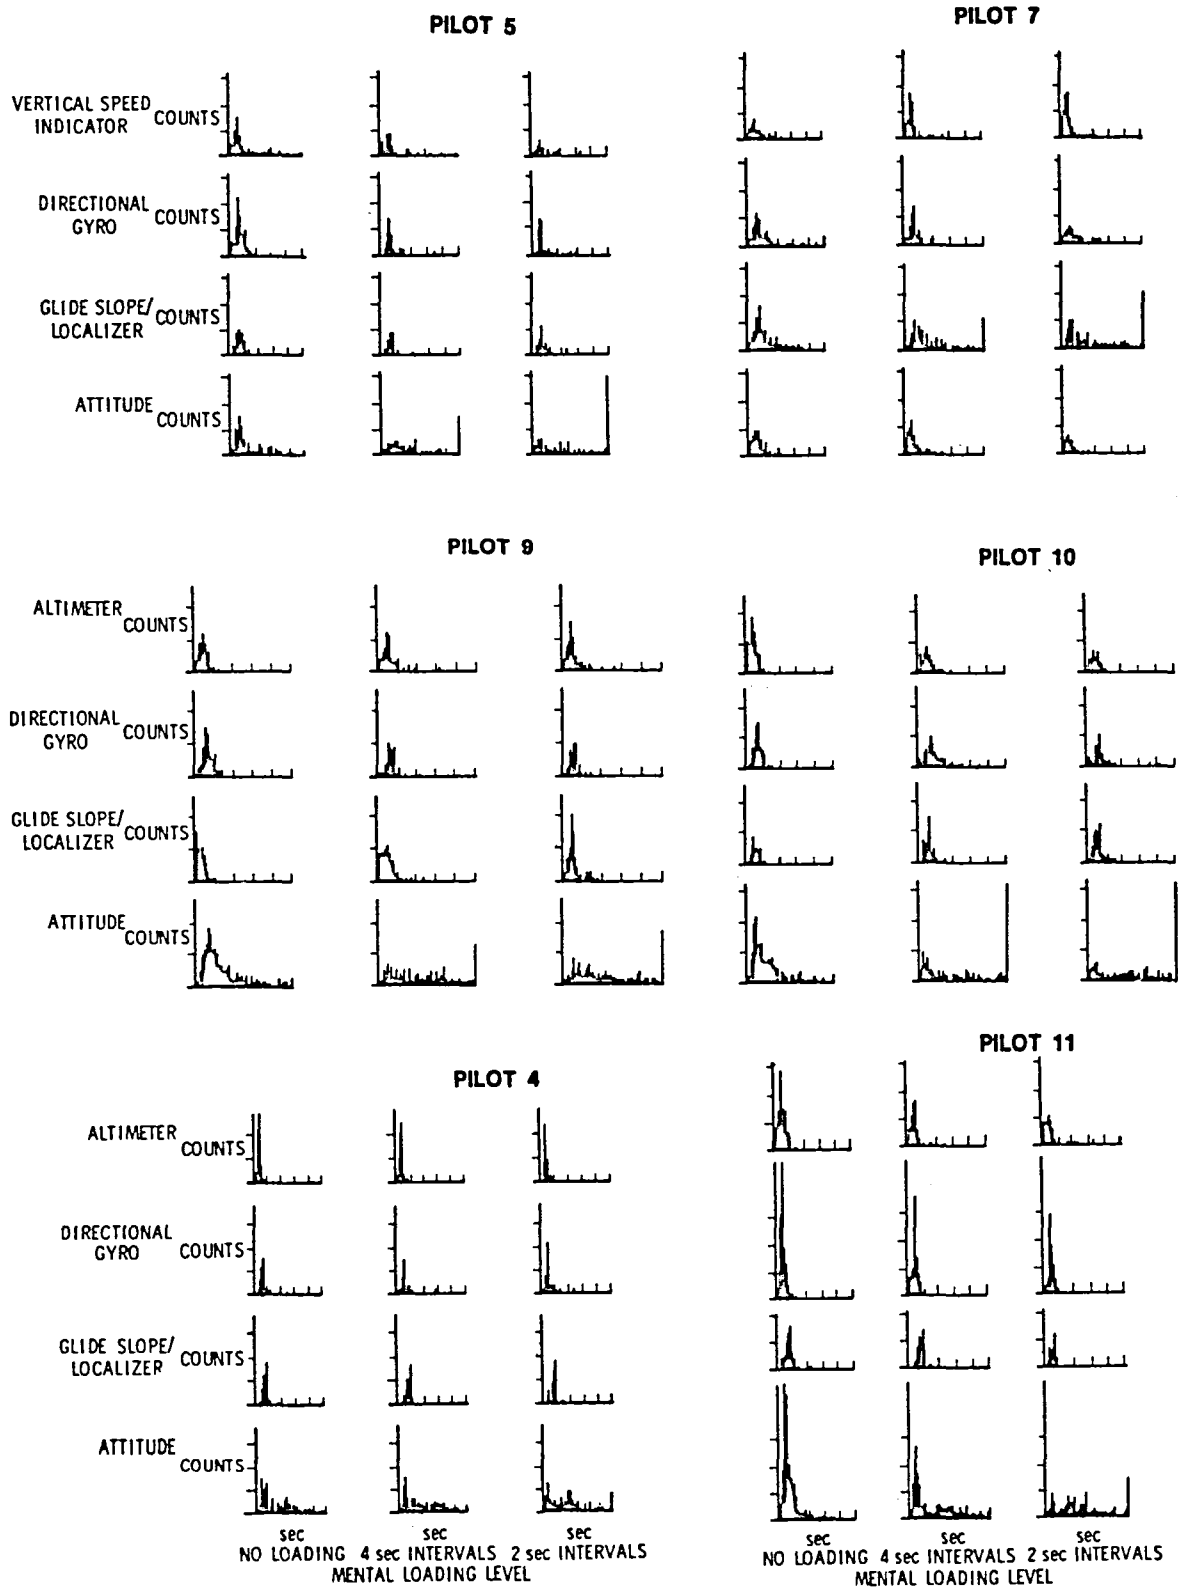 PILOT 5
VERTICAL SPEED
INDICATOR
COUNTS
DIRECTIONAL
GYRO
COUNTS
GLIDE SLOPE/
LOCALIZER
COUNTS
ATTITUDE
COUNTS
PILOT 7
PILOT 9
ALTIMETER
COUNTS
DIRECTIONAL
GYRO
COUNTS
GLIDE SLOPE/
LOCALIZER
COUNTS
ATTITUDE
COUNTS
PILOT 10
PILOT 4
ALTIMETER
COUNTS
DIRECTIONAL
GYRO
COUNTS
GLIDE SLOPE/
LOCALIZER
COUNTS
ATTITUDE
COUNTS
sec sec sec
NO LOADING 4 sec INTERVALS 2 sec INTERVALS
MENTAL LOADING LEVEL
PILOT 11
sec sec sec
NO LOADING 4 sec INTERVALS 2 sec INTERVALS
MENTAL LOADING LEVEL